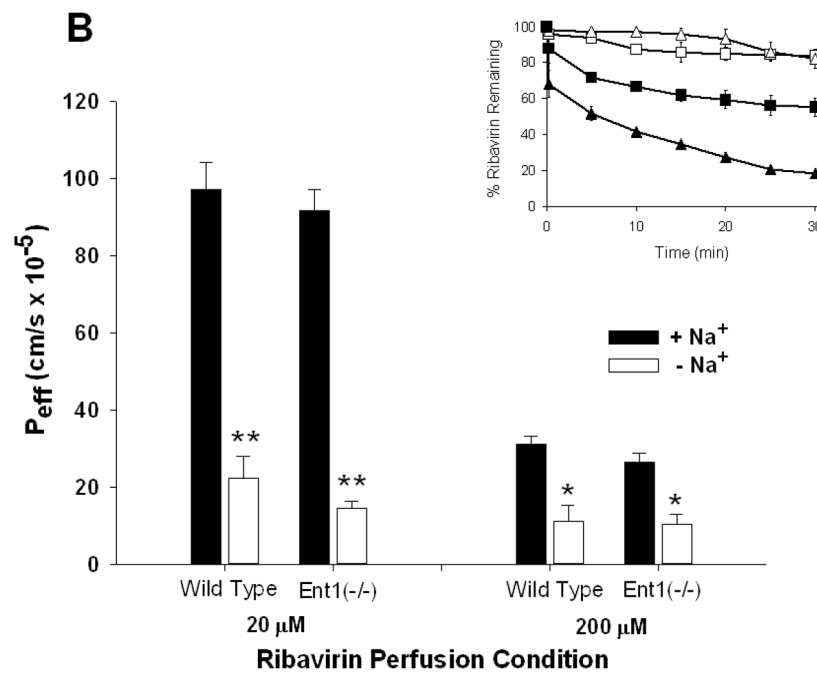 B
100
80
60
40
20
0
% Ribavirin Remaining
0 10 20 30
Time (min)
120
100
80
60
40
20
0
P_eff (cm/s x 10⁻⁵)
+ Na⁺
- Na⁺
**
**
*
*
Wild Type Ent1(-/-) Wild Type Ent1(-/-)
20 µM 200 µM
Ribavirin Perfusion Condition